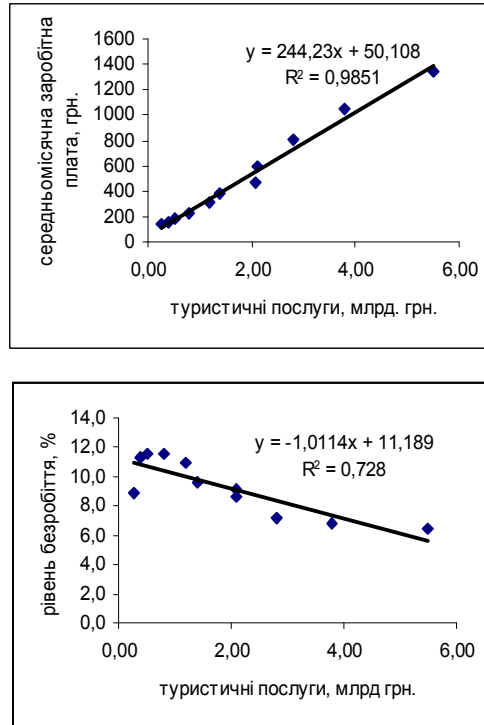 середньомісячна заробітна
плата, грн.
1600
1400
1200
1000
800
600
400
200
0
y = 244,23x + 50,108
R² = 0,9851
0,00 2,00 4,00 6,00
туристичні послуги, млрд. грн.
рівень безробіття, %
14,0
12,0
10,0
8,0
6,0
4,0
2,0
0,0
y = -1,0114x + 11,189
R² = 0,728
0,00 2,00 4,00 6,00
туристичні послуги, млрд грн.